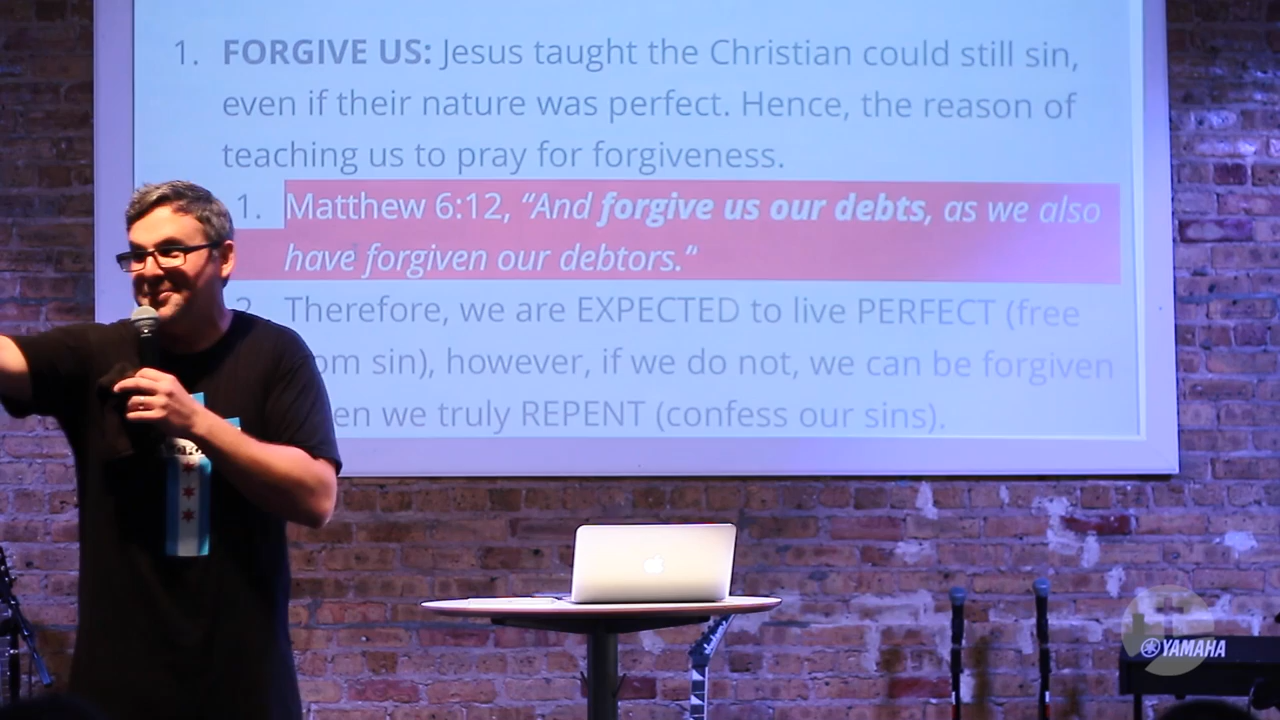 1. FORGIVE US: Jesus taught the Christian could still sin,
even if their nature was perfect. Hence, the reason of
teaching us to pray for forgiveness.
1. Matthew 6:12, “And forgive us our debts, as we also
have forgiven our debtors.“
2. Therefore, we are EXPECTED to live PERFECT (free
om sin), however, if we do not, we can be forgiven
en we truly REPENT (confess our sins).
YAMAHA